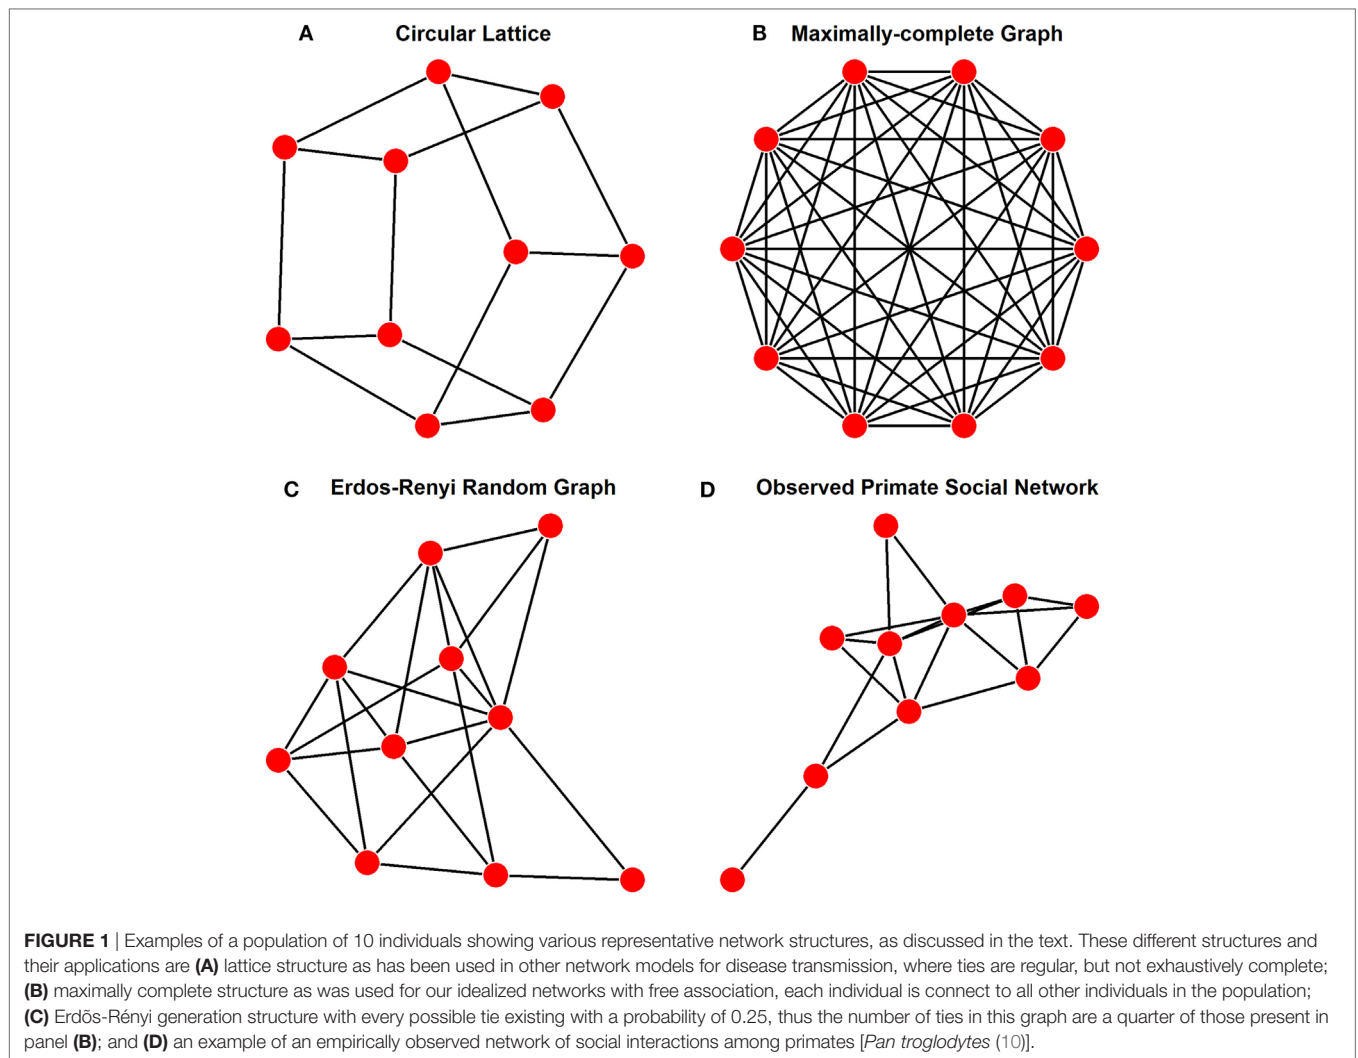 A Circular Lattice
B Maximally-complete Graph
C Erdos-Renyi Random Graph
D Observed Primate Social Network
FIGURE 1 | Examples of a population of 10 individuals showing various representative network structures, as discussed in the text. These different structures and
their applications are (A) lattice structure as has been used in other network models for disease transmission, where ties are regular, but not exhaustively complete;
(B) maximally complete structure as was used for our idealized networks with free association, each individual is connect to all other individuals in the population;
(C) Erdõs-Rényi generation structure with every possible tie existing with a probability of 0.25, thus the number of ties in this graph are a quarter of those present in
panel (B); and (D) an example of an empirically observed network of social interactions among primates [Pan troglodytes (10)].